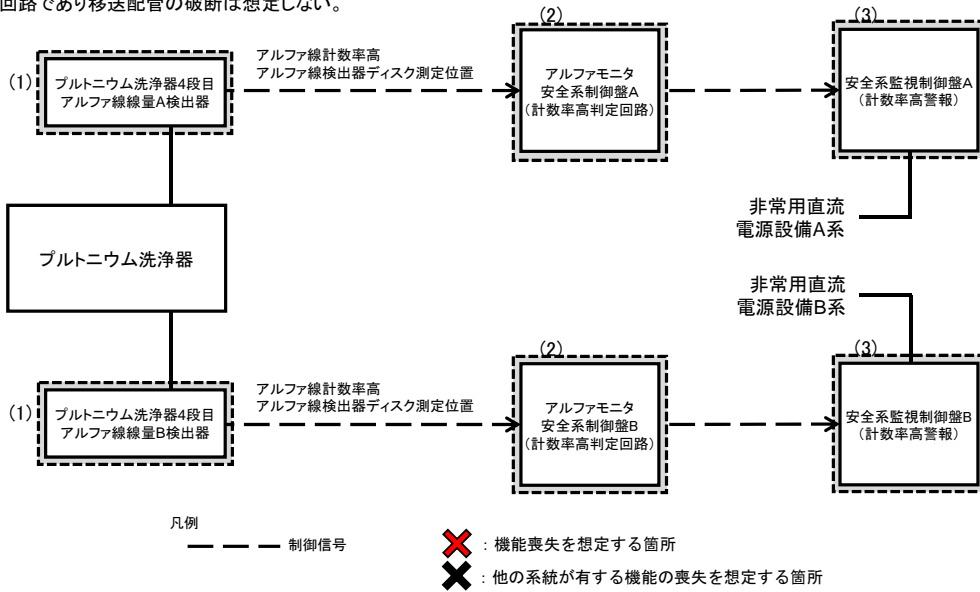 回路であり移送配管の破断は想定しない。
(1)
プルトニウム洗浄器4段目
アルファ線線量A検出器
アルファ線計数率高
アルファ線検出器ディスク測定位置
(2)
アルファモニタ
安全系制御盤A
(計数率高判定回路)
(3)
安全系監視制御盤A
(計数率高警報)
非常用直流
電源設備A系
プルトニウム洗浄器
非常用直流
電源設備B系
(1)
プルトニウム洗浄器4段目
アルファ線線量B検出器
アルファ線計数率高
アルファ線検出器ディスク測定位置
(2)
アルファモニタ
安全系制御盤B
(計数率高判定回路)
(3)
安全系監視制御盤B
(計数率高警報)
凡例
制御信号
：機能喪失を想定する箇所
：他の系統が有する機能の喪失を想定する箇所